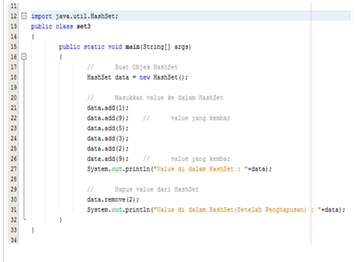 11
12 import java.util.HashSet;
13 public class set3
14 {
15 public static void main(String[] args)
16 {
17 // Buat Objek HashSet
18 HashSet data = new HashSet();
19
20 // Masukkan value ke dalam HashSet
21 data.add(1);
22 data.add(9); // value yang kembar
23 data.add(5);
24 data.add(3);
25 data.add(2);
26 data.add(9); // value yang kembar
27 System.out.println("Value di dalam HashSet : "+data);
28
29 // Hapus value dari HashSet
30 data.remove(2);
31 System.out.println("Value di dalam HashSet(Setelah Penghapusan) : "+data);
32 }
33 }
34